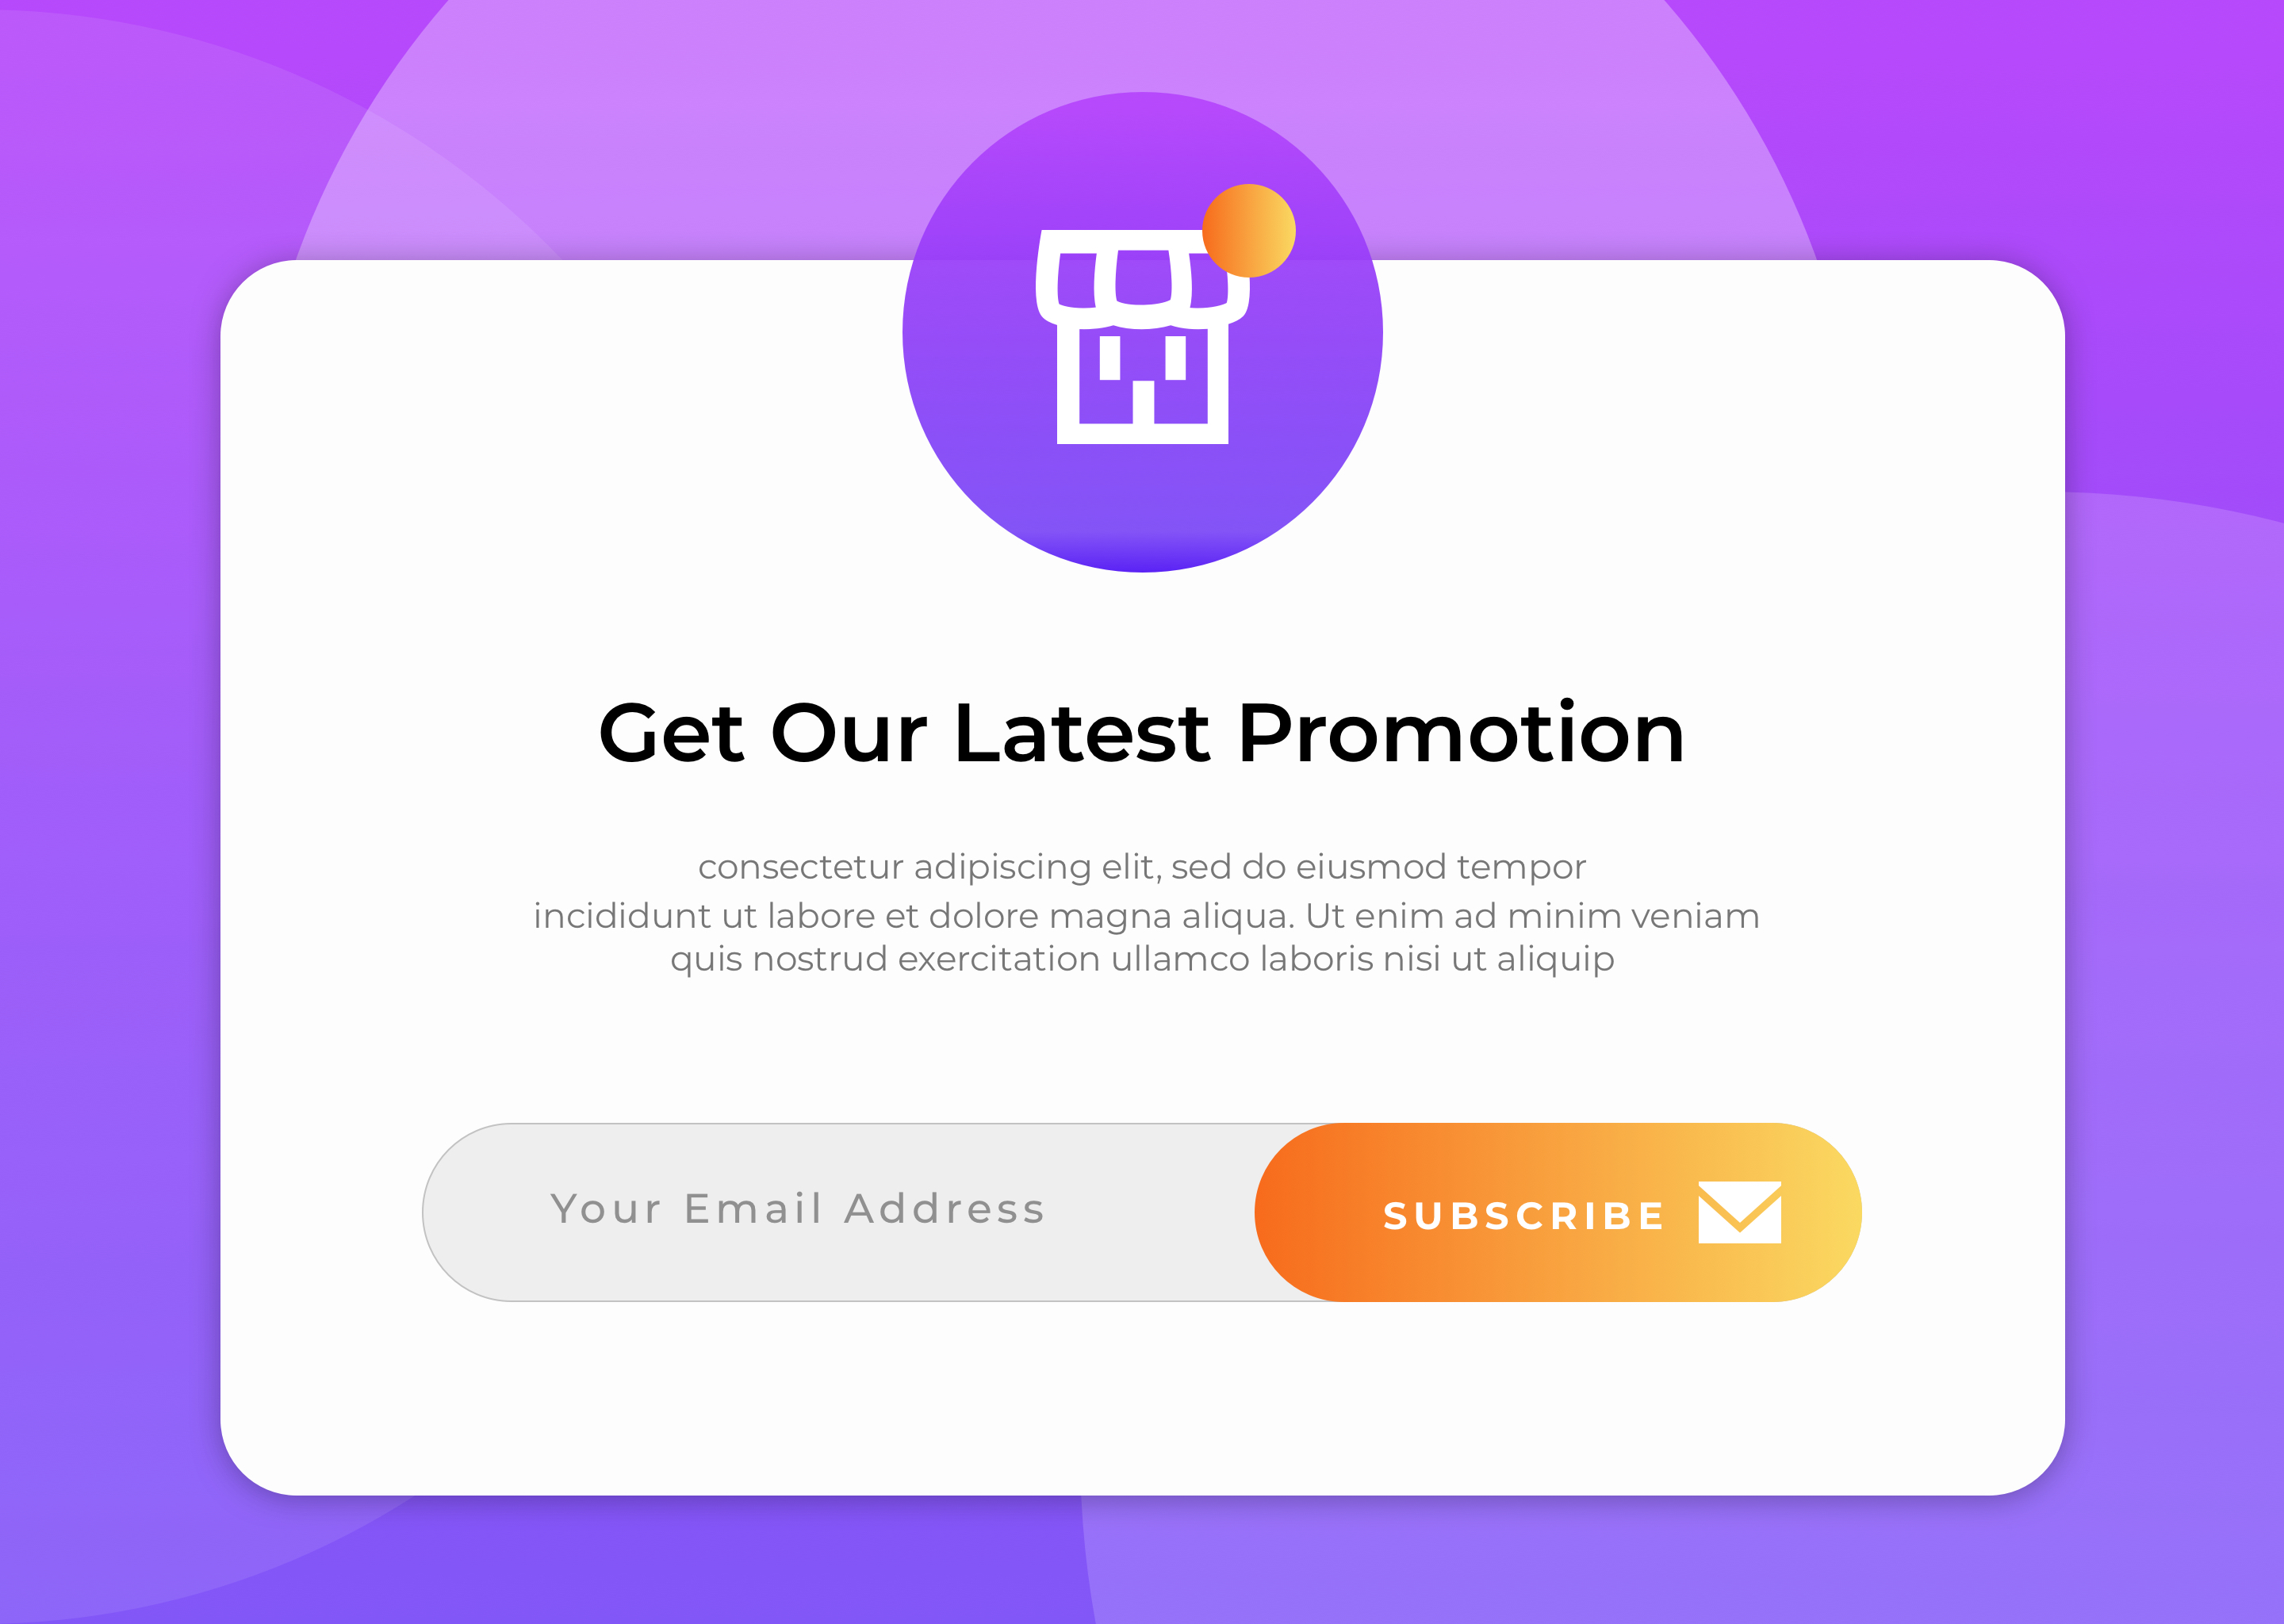 Get Our Latest Promotion
consectetur adipiscing elit, sed do eiusmod tempor
incididunt ut labore et dolore magna aliqua. Ut enim ad minim veniam
quis nostrud exercitation ullamco laboris nisi ut aliquip
Your Email Address
SUBSCRIBE